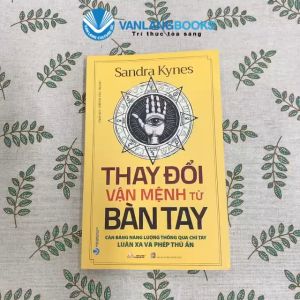 VANLANGBOOKS
Tri thức tỏa sáng
Sandra Kynes
THAY ĐỔI
VẬN MỆNH TỪ
BÀN TAY
CÂN BẰNG NĂNG LƯỢNG THÔNG QUA CHỈ TAY
LUÂN XA VÀ PHÉP THỦ ẤN